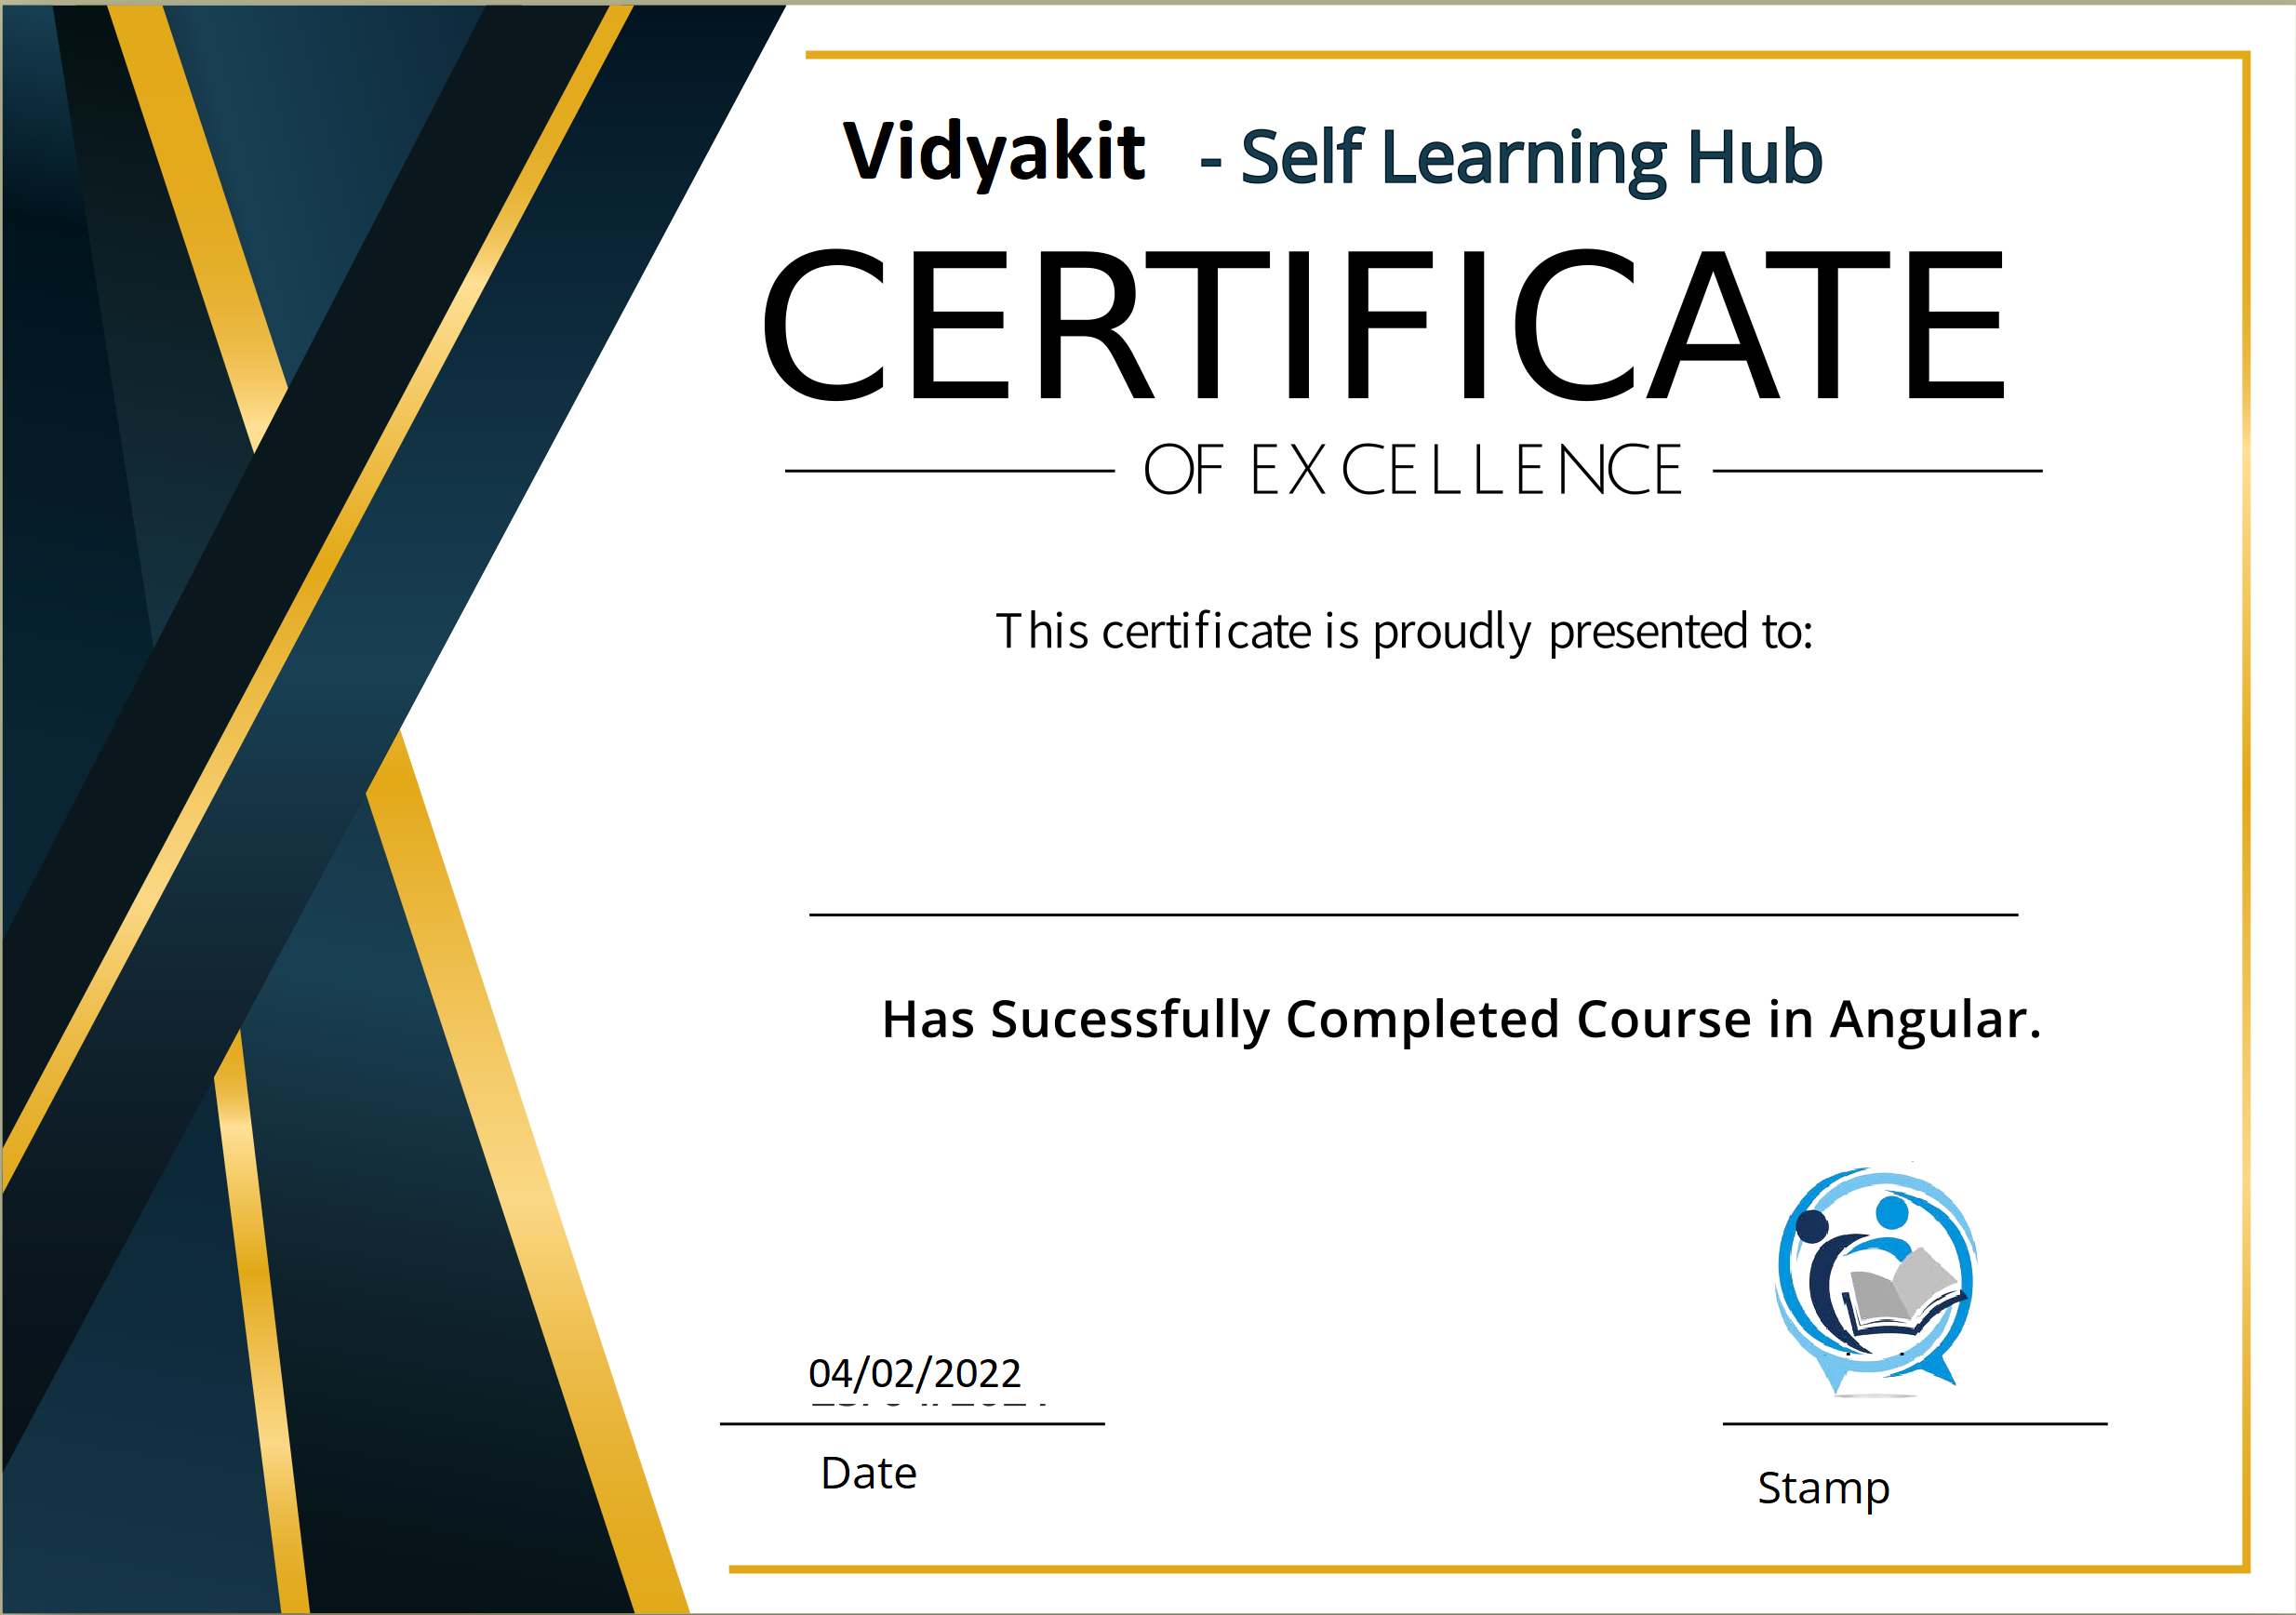 Vidyakit - Self Learning Hub
CERTIFICATE
OF EXCELLENCE
This certificate is proudly presented to:
Has Sucessfully Completed Course in Angular.
04/02/2022
Date
Stamp